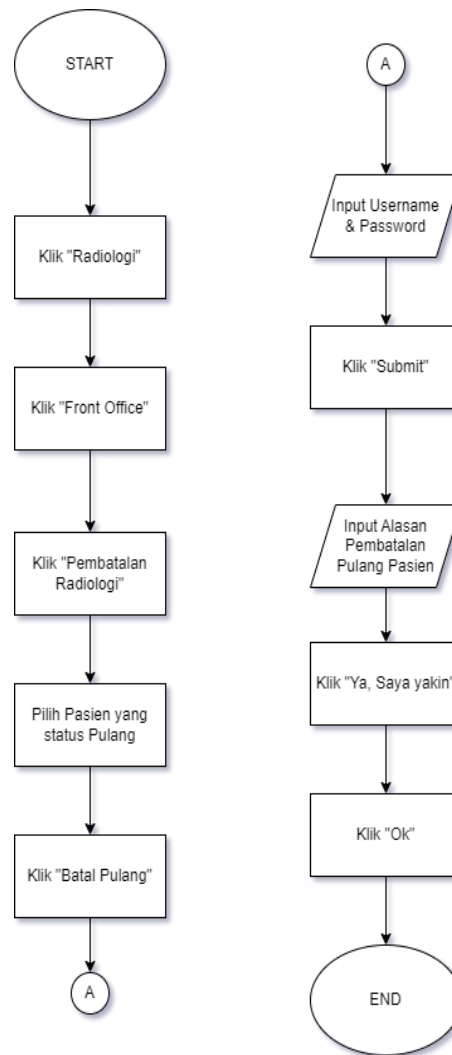 START
Klik "Radiologi"
Klik "Front Office"
Klik "Pembatalan
Radiologi"
Pilih Pasien yang
status Pulang
Klik "Batal Pulang"
A
A
Input Username
& Password
Klik "Submit"
Input Alasan
Pembatalan
Pulang Pasien
Klik "Ya, Saya yakin"
Klik "Ok"
END